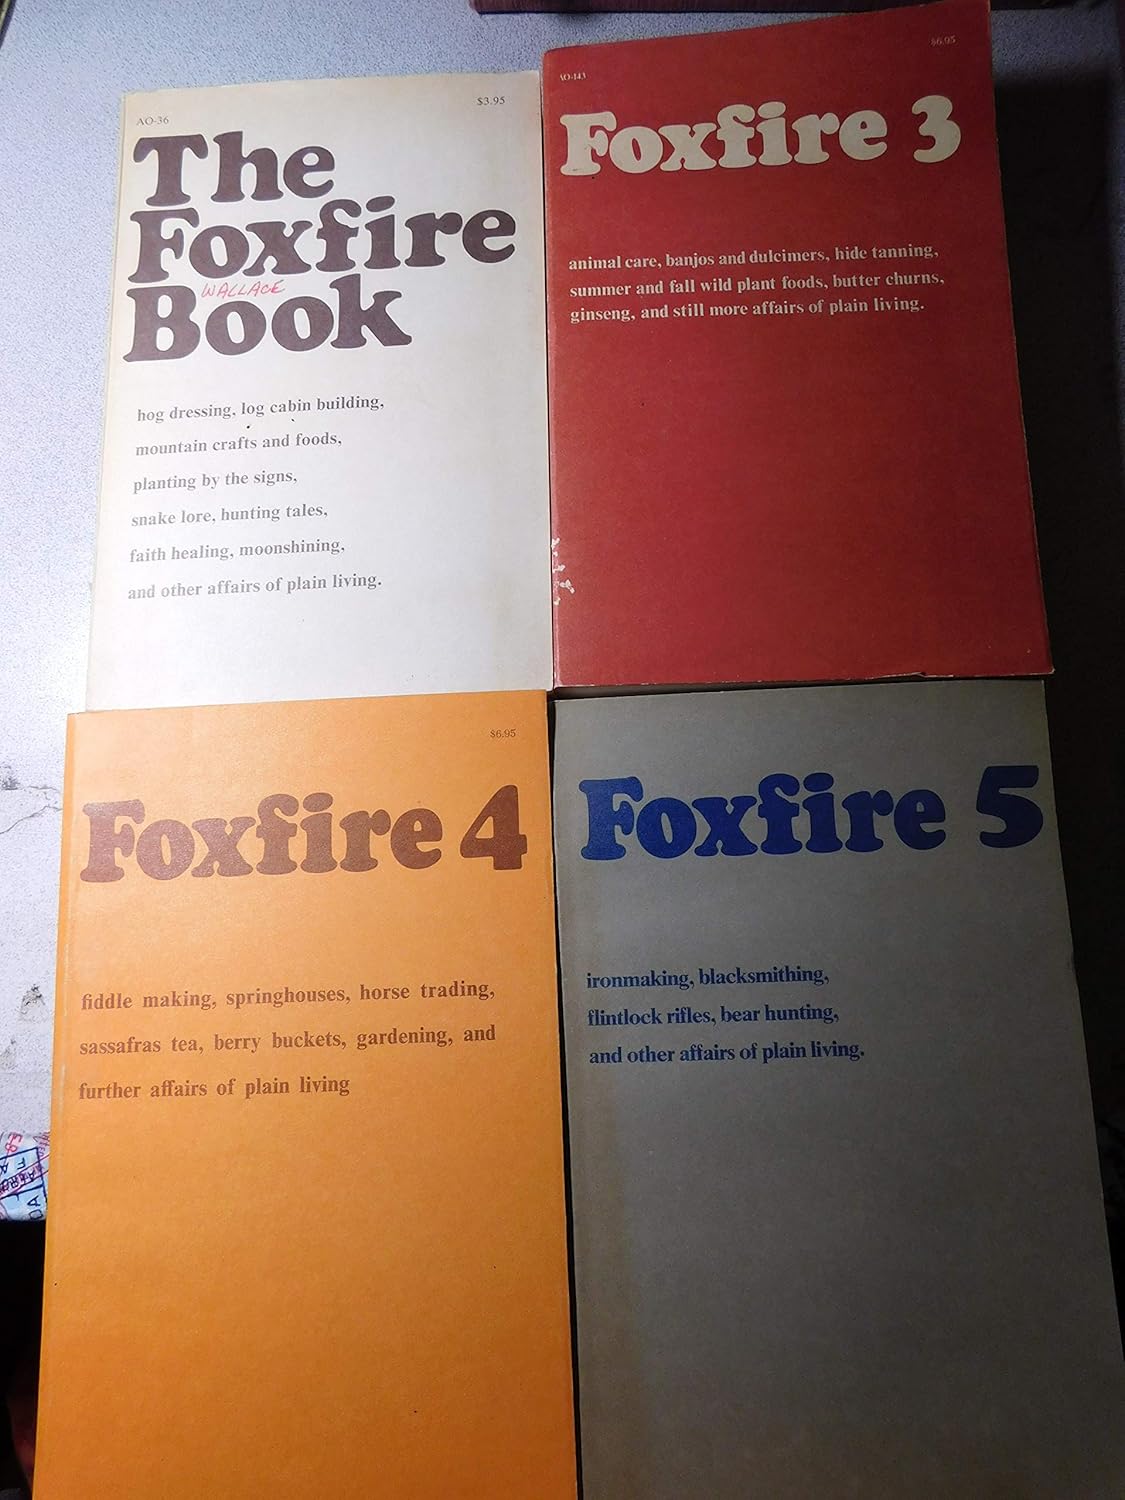 AO-36
$3.95
The
Foxfire
WALLACE
Book
hog dressing, log cabin building,
mountain crafts and foods,
planting by the signs,
snake lore, hunting tales,
faith healing, moonshining,
and other affairs of plain living.
AO-143
$6.95
Foxfire 3
animal care, banjos and dulcimers, hide tanning,
summer and fall wild plant foods, butter churns,
ginseng, and still more affairs of plain living.
$6.95
Foxfire 4
fiddle making, springhouses, horse trading,
sassafras tea, berry buckets, gardening, and
further affairs of plain living
Foxfire 5
ironmaking, blacksmithing,
flintlock rifles, bear hunting,
and other affairs of plain living.